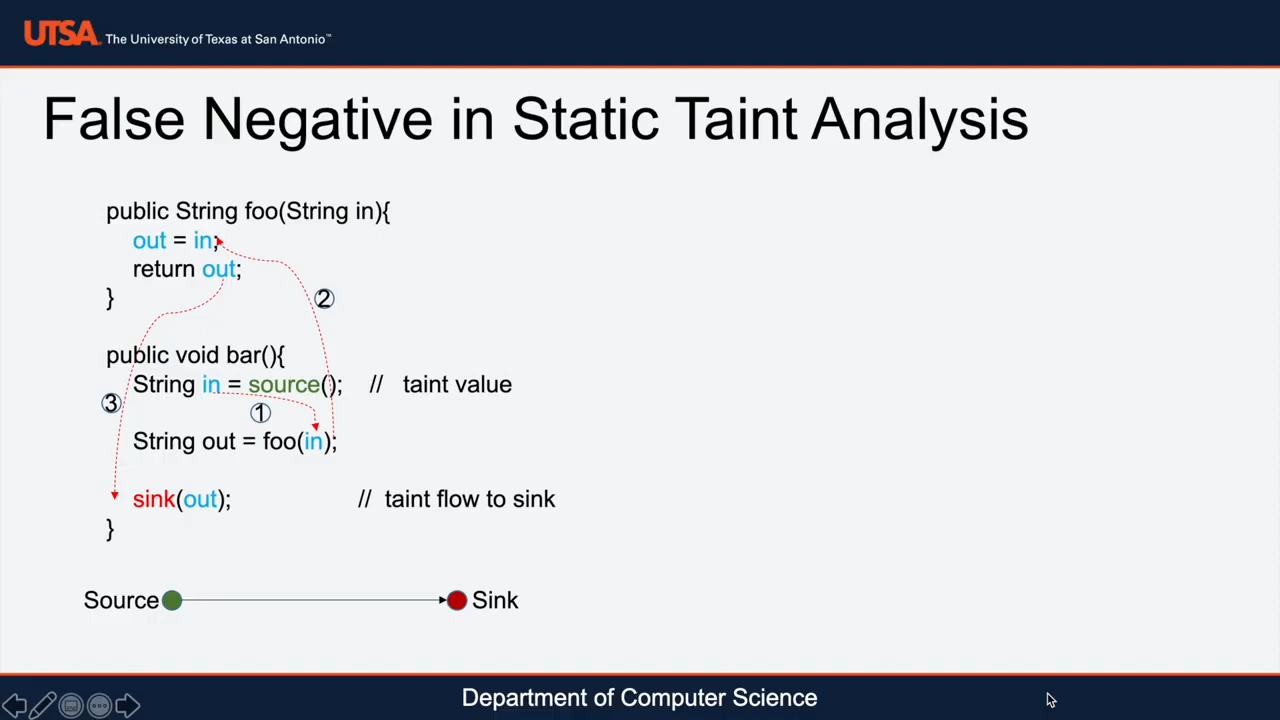 UTSA. The University of Texas at San Antonio™
False Negative in Static Taint Analysis
public String foo(String in){
out = in;
return out;
}
②
public void bar(){
String in = source(); // taint value
③
①
String out = foo(in);
sink(out); // taint flow to sink
}
Source Sink
Department of Computer Science